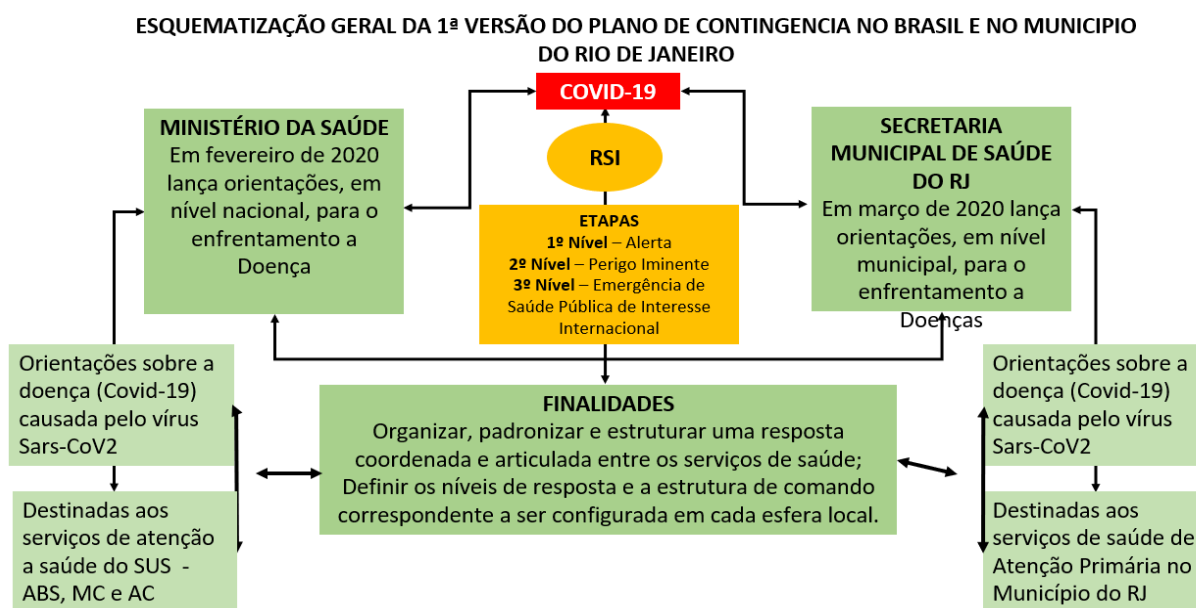 ESQUEMATIZAÇÃO GERAL DA 1ª VERSÃO DO PLANO DE CONTINGENCIA NO BRASIL E NO MUNICIPIO
DO RIO DE JANEIRO
COVID-19
RSI
MINISTÉRIO DA SAÚDE
Em fevereiro de 2020
lança orientações, em
nível nacional, para o
enfrentamento a
Doença
ETAPAS
1º Nível – Alerta
2º Nível – Perigo Iminente
3º Nível – Emergência de
Saúde Pública de Interesse
Internacional
SECRETARIA
MUNICIPAL DE SAÚDE
DO RJ
Em março de 2020 lança
orientações, em nível
municipal, para o
enfrentamento a
Doenças
Orientações sobre a
doença (Covid-19)
causada pelo vírus
Sars-CoV2
Destinadas aos
serviços de atenção
a saúde do SUS -
ABS, MC e AC
FINALIDADES
Organizar, padronizar e estruturar uma resposta
coordenada e articulada entre os serviços de saúde;
Definir os níveis de resposta e a estrutura de comando
correspondente a ser configurada em cada esfera local.
Orientações sobre a
doença (Covid-19)
causada pelo vírus
Sars-CoV2
Destinadas aos
serviços de saúde de
Atenção Primária no
Município do RJ